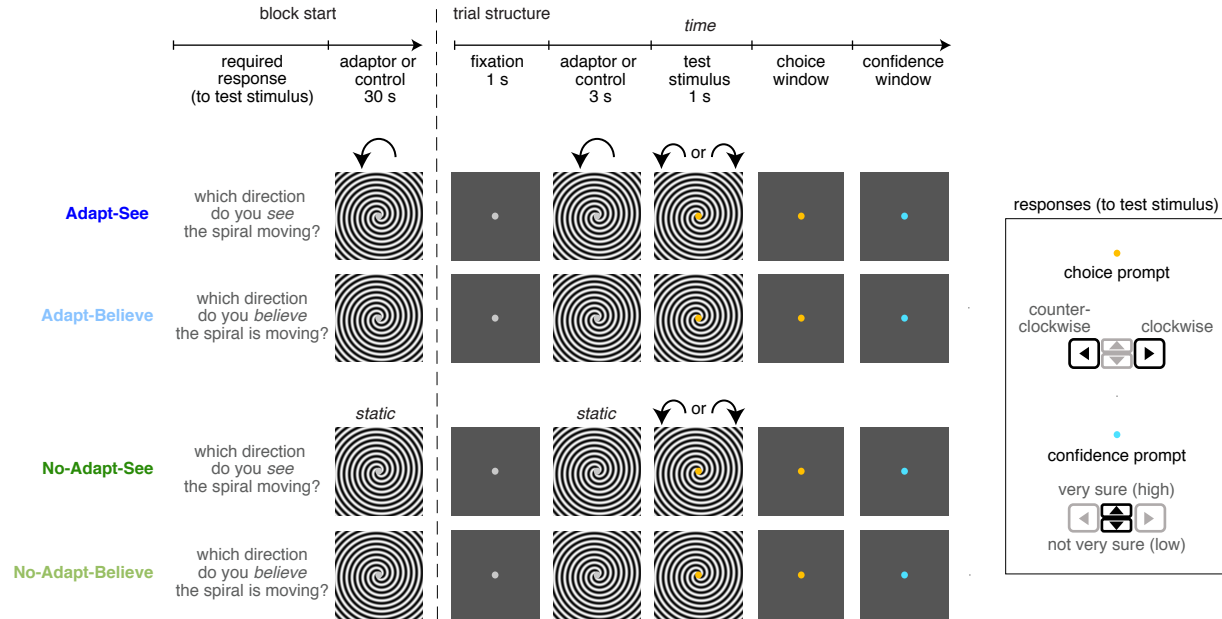 block start
trial structure
time
required
response
(to test stimulus)
adaptor or
control
30 s
fixation
1 s
adaptor or
control
3 s
test
stimulus
1 s
choice
window
confidence
window
or
Adapt-See
which direction
do you see
the spiral moving?
Adapt-Believe
which direction
do you believe
the spiral is moving?
static
static
or
No-Adapt-See
which direction
do you see
the spiral moving?
No-Adapt-Believe
which direction
do you believe
the spiral is moving?
responses (to test stimulus)
choice prompt
counter-
clockwise
clockwise
confidence prompt
very sure (high)
not very sure (low)